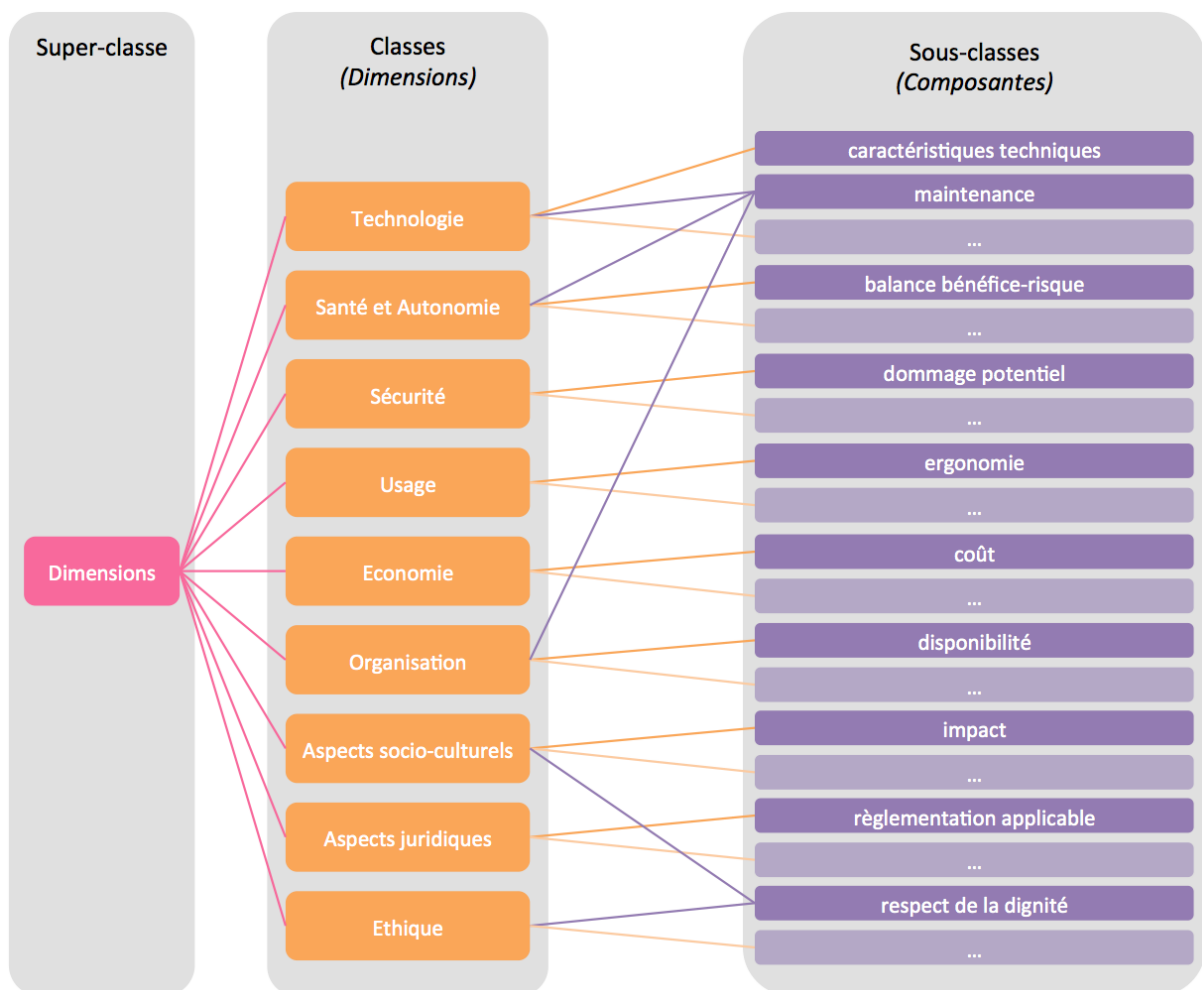 Super-classe
Classes
(Dimensions)
Sous-classes
(Composantes)
Dimensions
Technologie
Santé et Autonomie
Sécurité
Usage
Economie
Organisation
Aspects socio-culturels
Aspects juridiques
Ethique
caractéristiques techniques
maintenance
...
balance bénéfice-risque
...
dommage potentiel
...
ergonomie
...
coût
...
disponibilité
...
impact
...
règlementation applicable
...
respect de la dignité
...